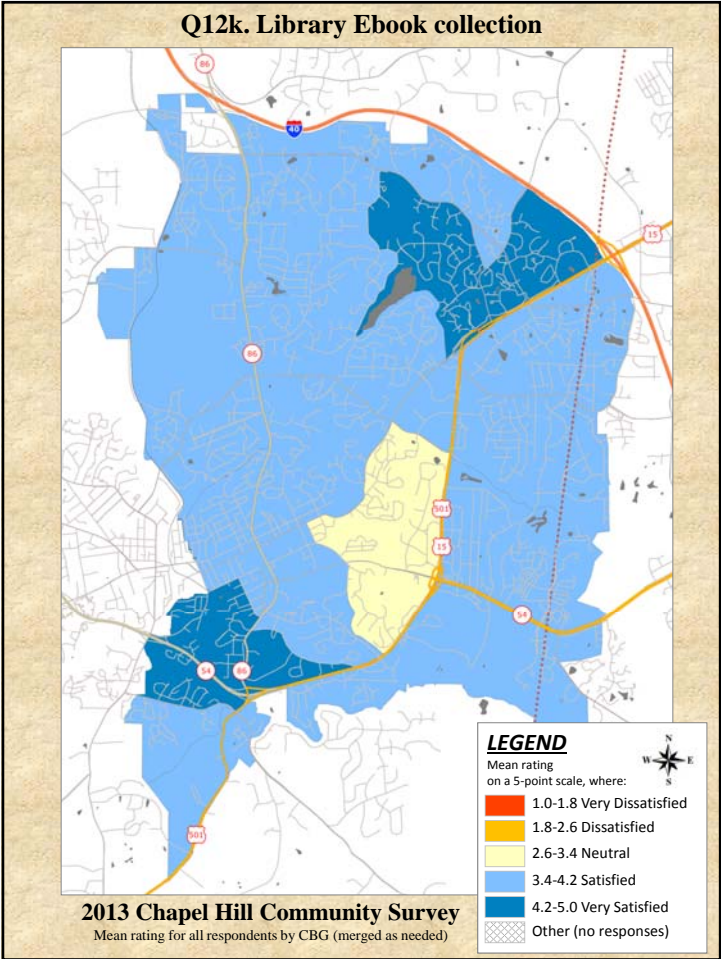 Q12k. Library Ebook collection
86
40
15
86
501
15
54
54
86
501
LEGEND
Mean rating
on a 5-point scale, where:
N
W E
S
1.0-1.8 Very Dissatisfied
1.8-2.6 Dissatisfied
2.6-3.4 Neutral
3.4-4.2 Satisfied
4.2-5.0 Very Satisfied
Other (no responses)
2013 Chapel Hill Community Survey
Mean rating for all respondents by CBG (merged as needed)